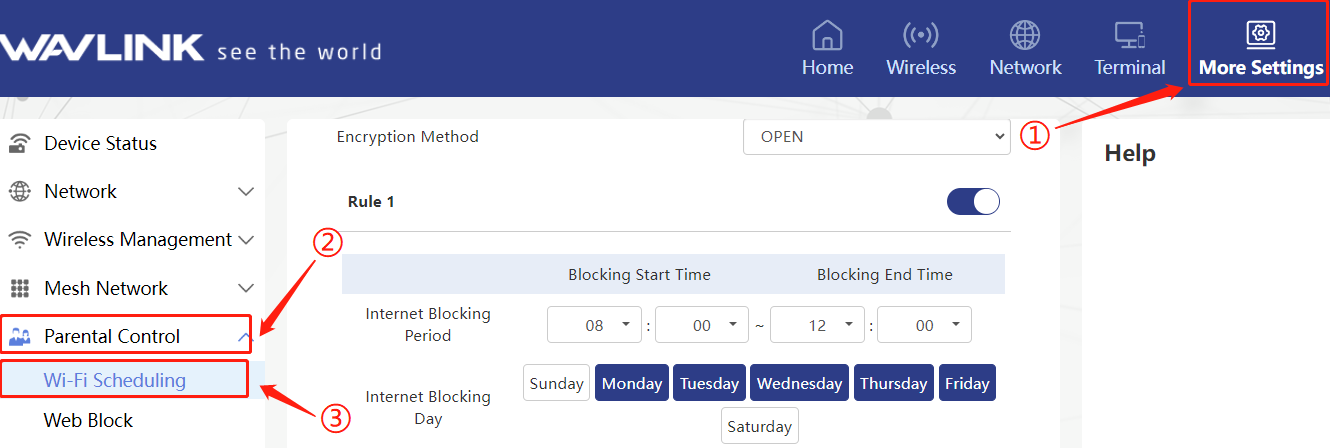 WAVLINK see the world
Home Wireless Network Terminal More Settings
①
Device Status
Network
Wireless Management
Mesh Network
②
Parental Control
Wi-Fi Scheduling
③
Web Block
Encryption Method OPEN
Rule 1
Blocking Start Time Blocking End Time
Internet Blocking
Period
08 : 00 ~ 12 : 00
Internet Blocking
Day
Sunday Monday Tuesday Wednesday Thursday Friday
Saturday
Help